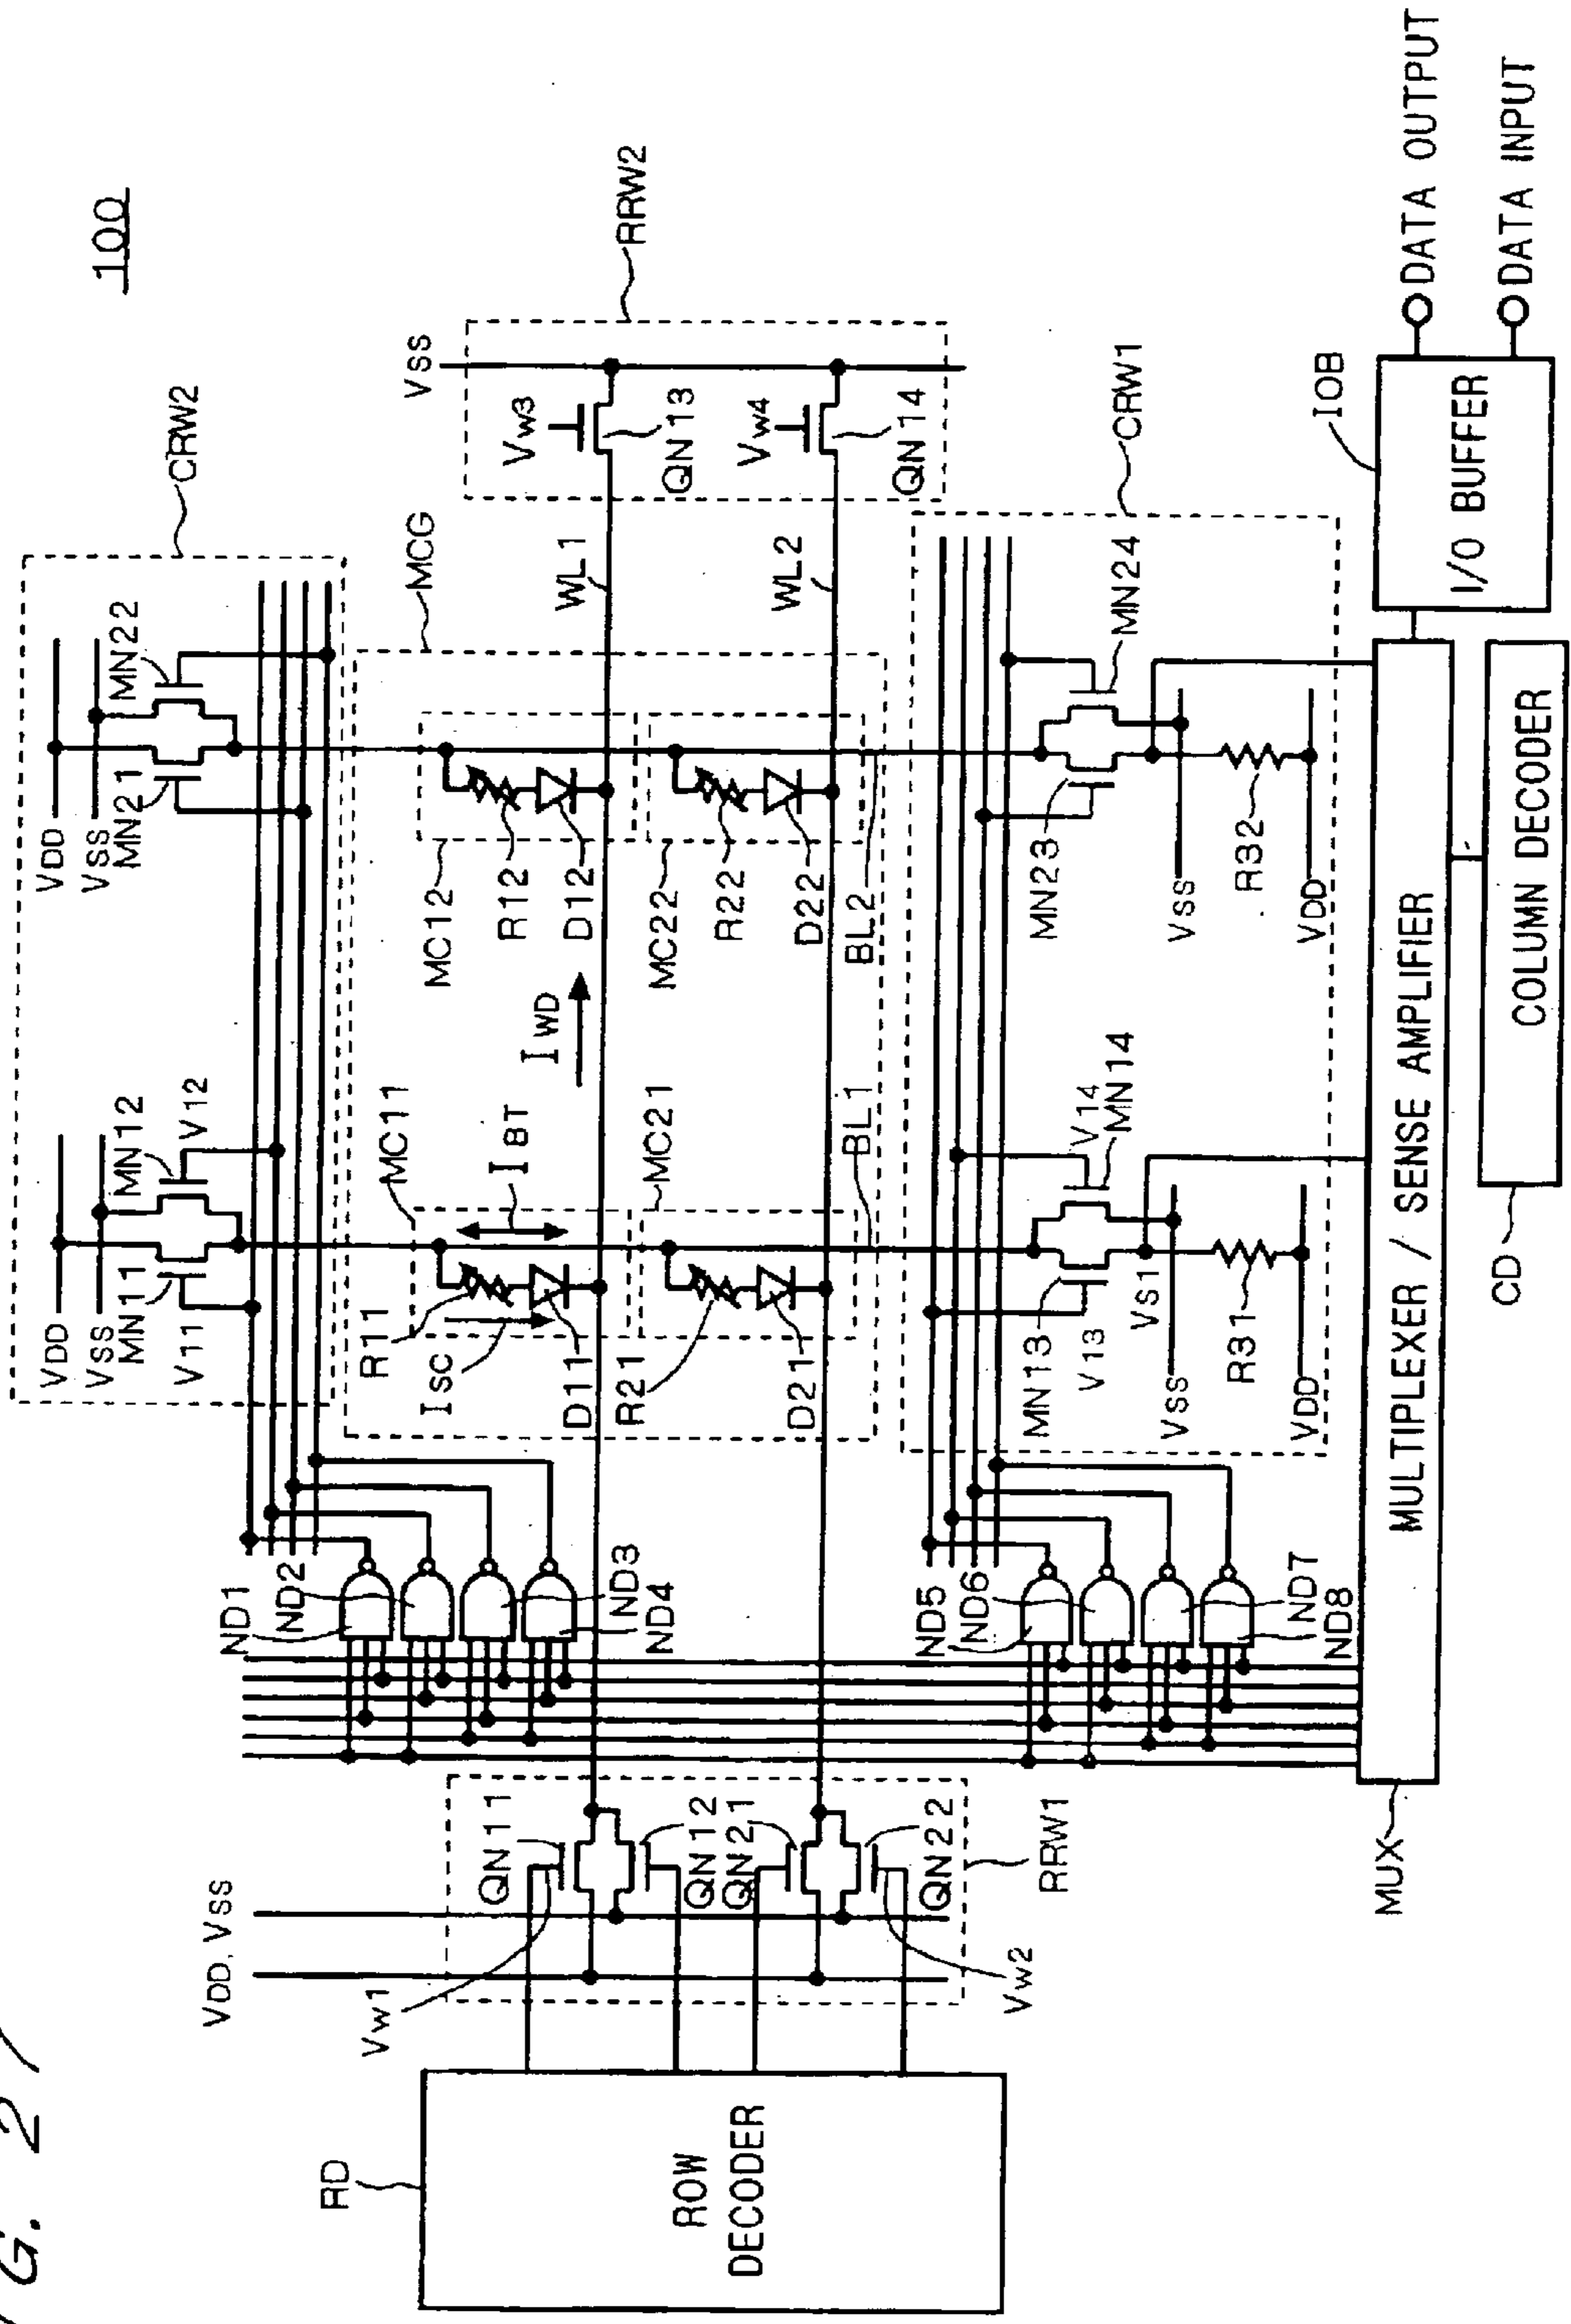 G. 27
100
CRW2
VDD
VSS
MN11
V11
MN12
V12
VDD
VSS
MN21
MN22
ND1
ND2
ND3
ND4
MCG
MC11
R11
ISC
D11
IBT
IWD
MC12
R12
D12
WL1
MC21
R21
D21
BL1
MC22
R22
D22
BL2
WL2
RRW2
VSS
VW3
QN13
VW4
QN14
VDD, VSS
QN11
QN12
QN21
QN22
VW1
VW2
RRW1
RD
ROW
DECODER
ND5
ND6
ND7
ND8
CRW1
MN13
V13
V14
MN14
VS1
VSS
R31
VDD
MN23
MN24
VSS
R32
VDD
MUX
MULTIPLEXER / SENSE AMPLIFIER
CD
COLUMN DECODER
IOB
I/O BUFFER
DATA OUTPUT
DATA INPUT